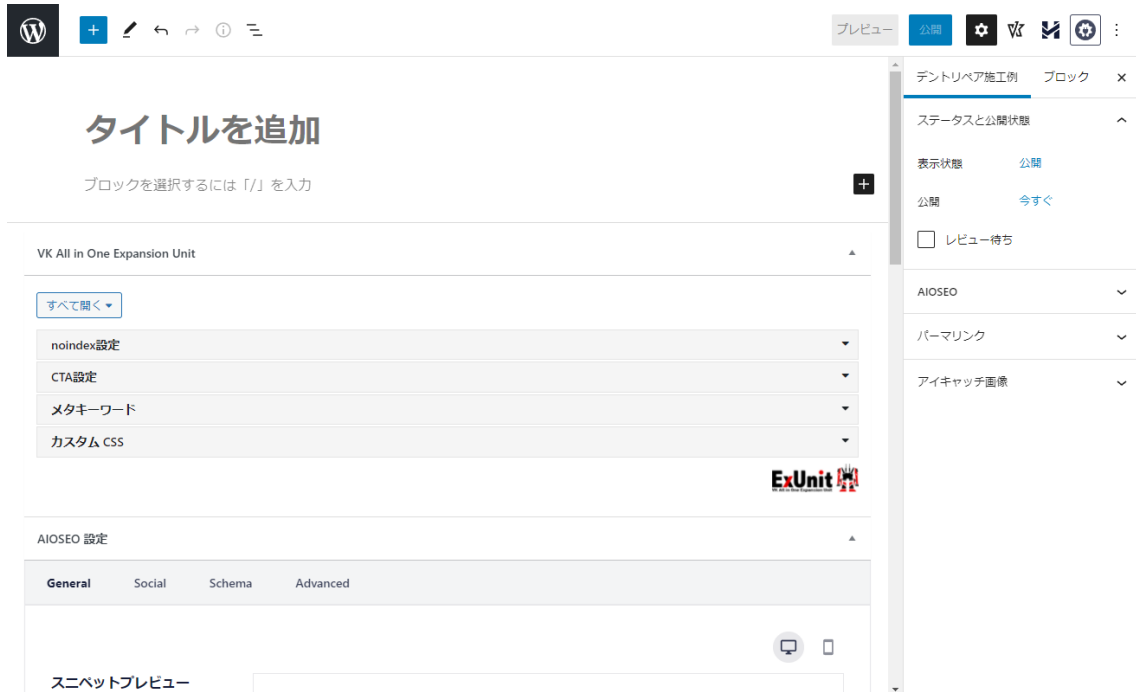 プレビュー 公開
デントリペア施工例 ブロック
タイトルを追加
ブロックを選択するには「/」を入力
ステータスと公開状態
表示状態 公開
公開 今すぐ
レビュー待ち
AIOSEO
パーマリンク
アイキャッチ画像
VK All in One Expansion Unit
すべて開く
noindex設定
CTA設定
メタキーワード
カスタム CSS
ExUnit
VK All in One Expansion Unit
AIOSEO 設定
General Social Schema Advanced
スニペットプレビュー